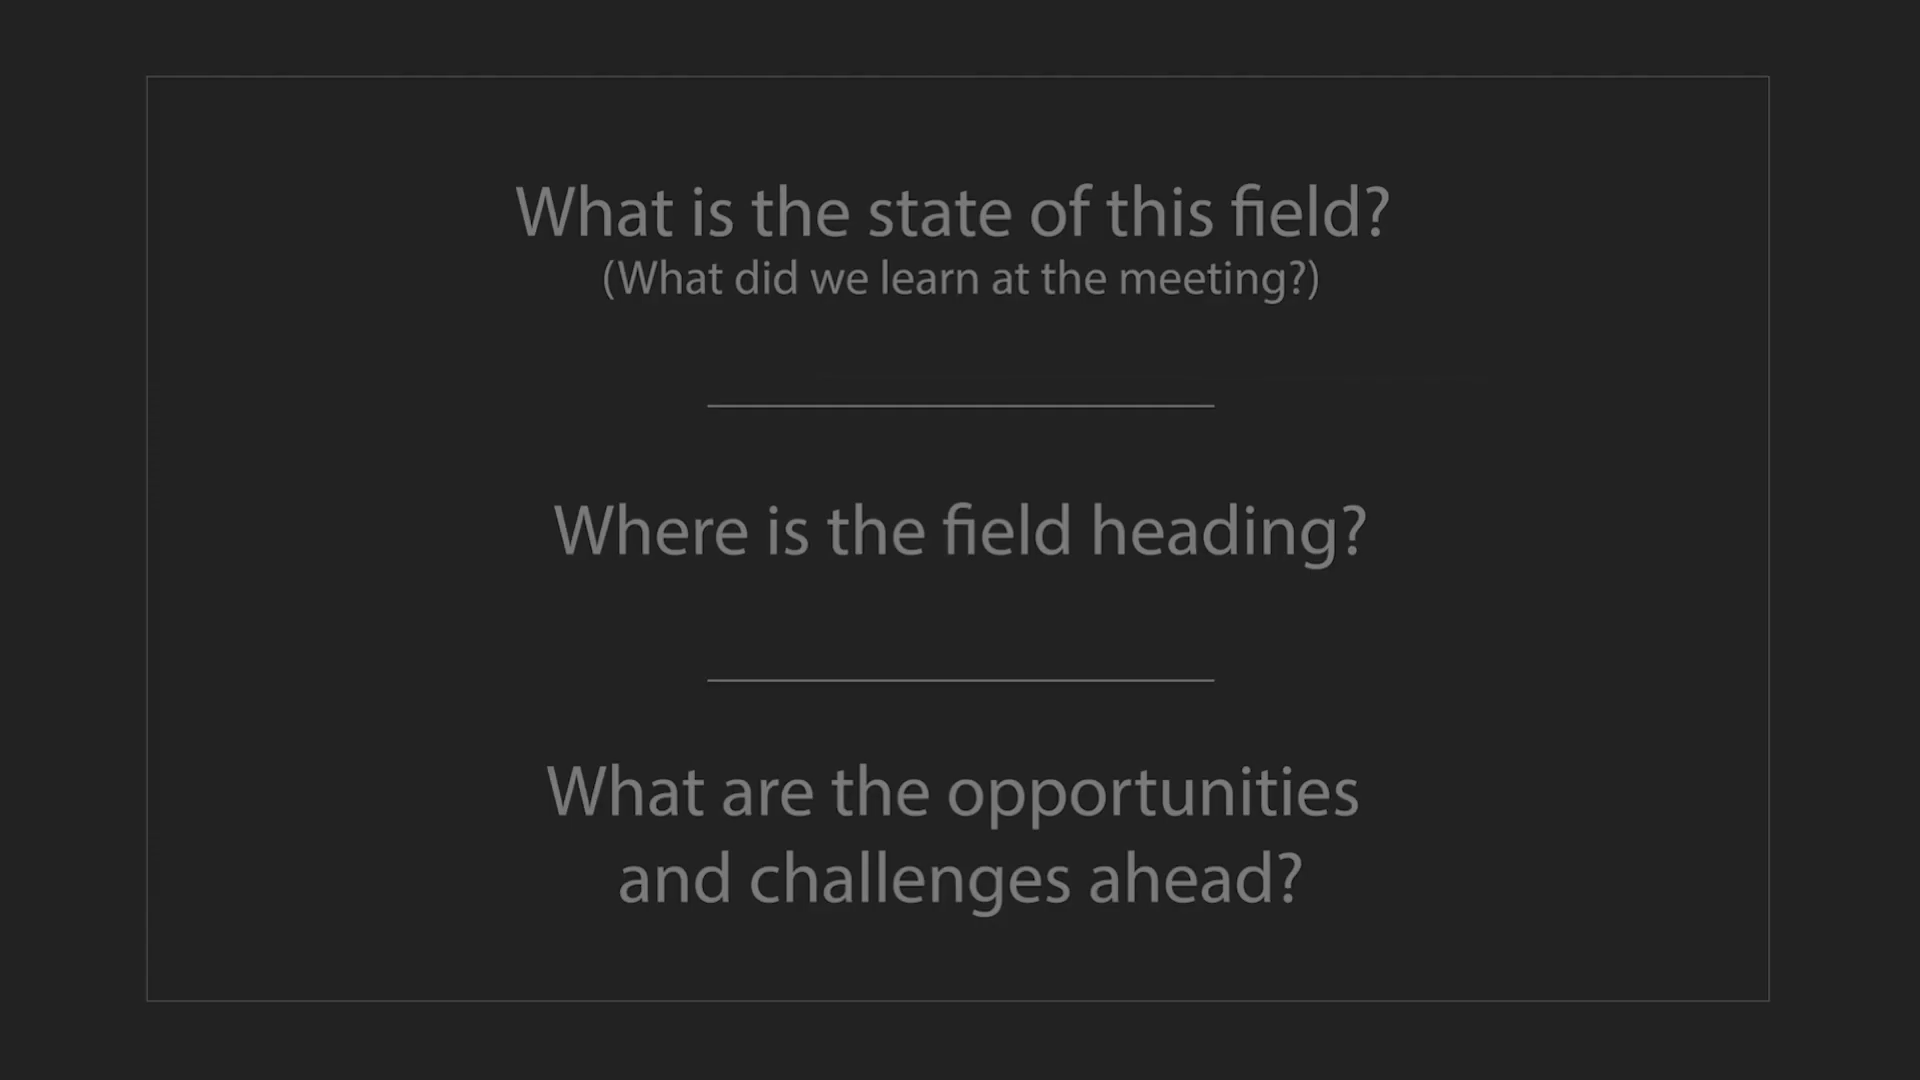 What is the state of this field?
(What did we learn at the meeting?)
Where is the field heading?
What are the opportunities
and challenges ahead?